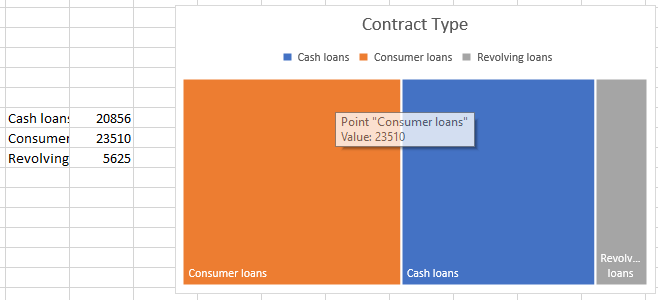 Contract Type
Cash loans Consumer loans Revolving loans
Cash loans 20856
Consumer 23510
Revolving 5625
Point "Consumer loans"
Value: 23510
Consumer loans
Cash loans
Revolv...
loans